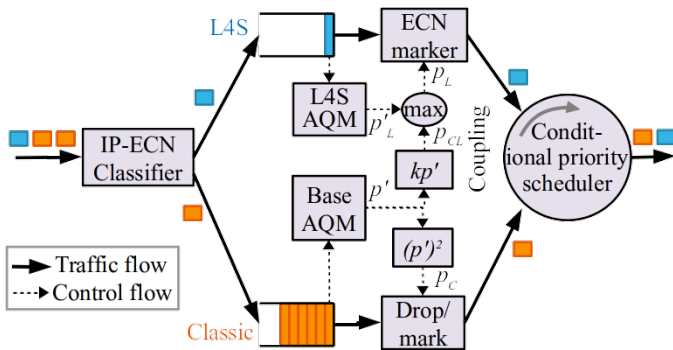 L4S
ECN
marker
p_L
L4S
AQM
p'_L
max
p_CL
Coupling
IP-ECN
Classifier
Condit-
ional priority
scheduler
kp'
Base
AQM
p'
(p')²
p_C
Traffic flow
Control flow
Classic
Drop/
mark